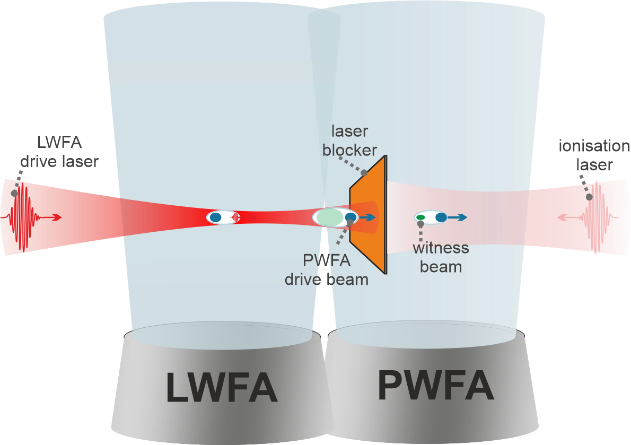 LWFA
drive laser
laser
blocker
ionisation
laser
PWFA
drive beam
witness
beam
LWFA
PWFA